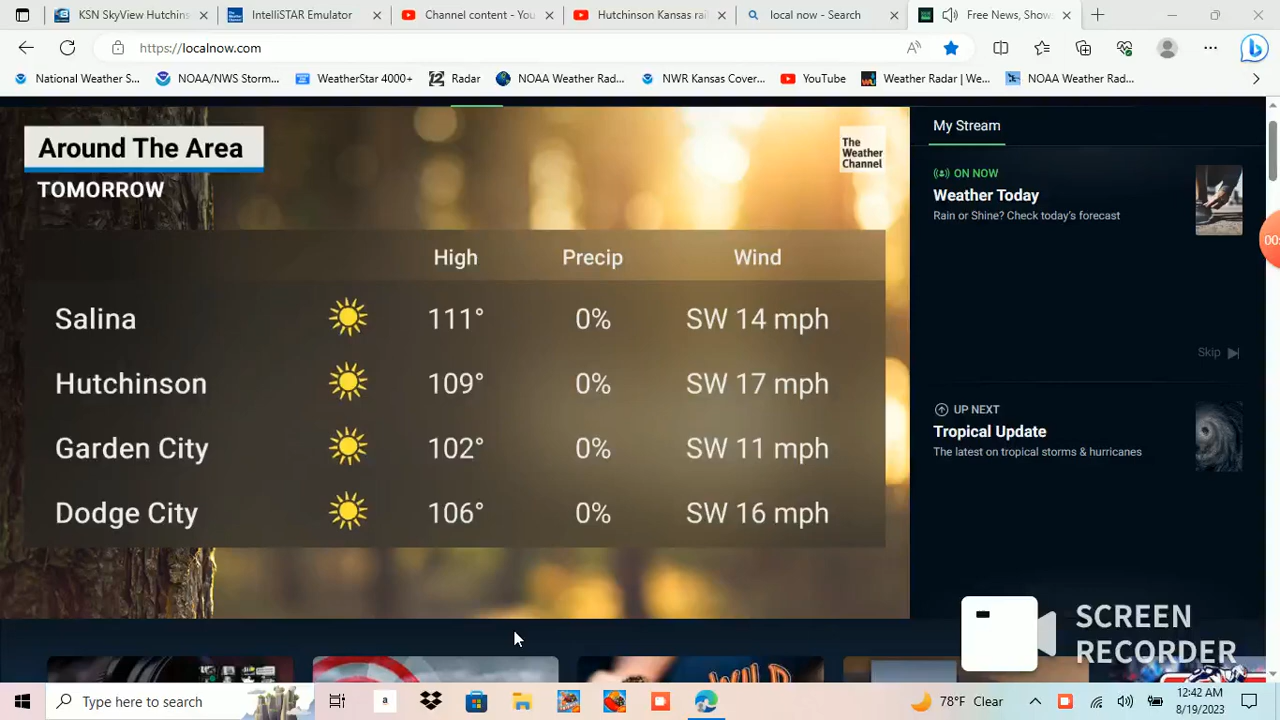 KSN SkyView Hutchins
IntelliSTAR Emulator
Channel content - You
Hutchinson Kansas rail
local now - Search
Free News, Show
https://localnow.com
National Weather S...
NOAA/NWS Storm...
WeatherStar 4000+
12 Radar
NOAA Weather Rad...
NWR Kansas Cover...
YouTube
Weather Radar | We...
NOAA Weather Rad...
Around The Area
TOMORROW
The Weather Channel
High Precip Wind
Salina 111° 0% SW 14 mph
Hutchinson 109° 0% SW 17 mph
Garden City 102° 0% SW 11 mph
Dodge City 106° 0% SW 16 mph
My Stream
ON NOW
Weather Today
Rain or Shine? Check today's forecast
Skip
UP NEXT
Tropical Update
The latest on tropical storms & hurricanes
SCREEN
RECORDER
WILD
Type here to search
78°F Clear
12:42 AM
8/19/2023